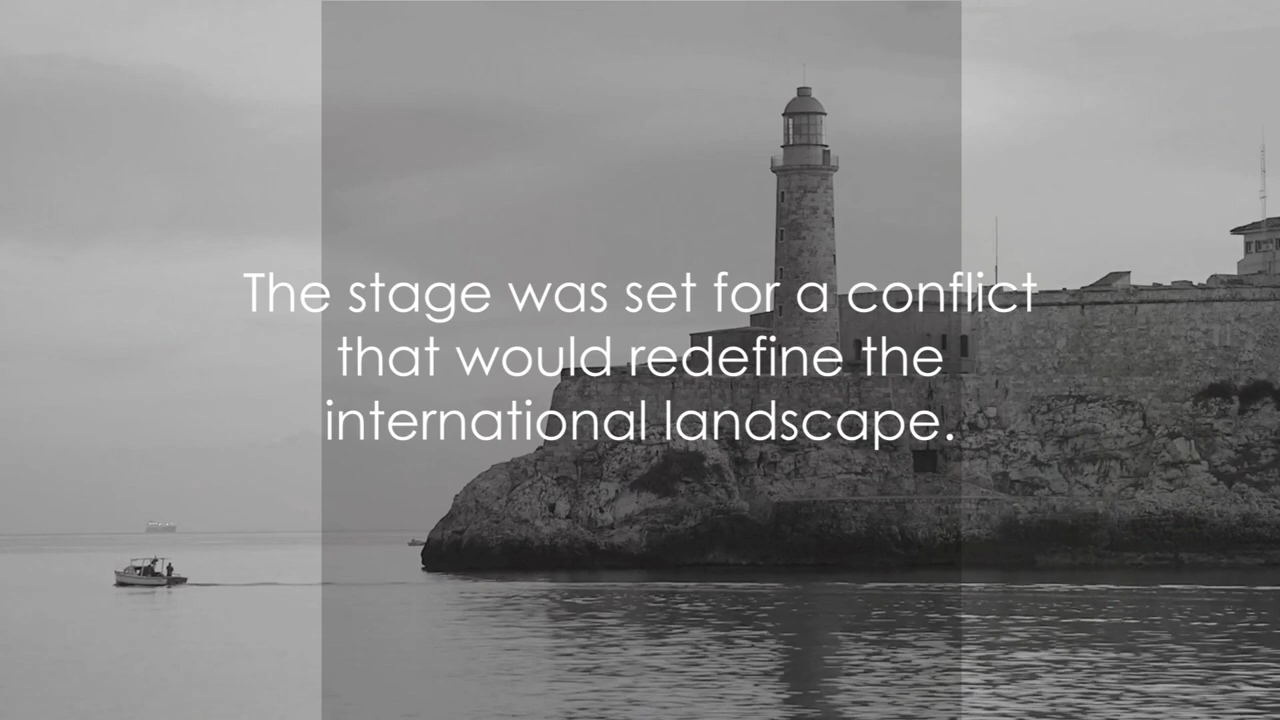 The stage was set for a conflict
that would redefine the
international landscape.